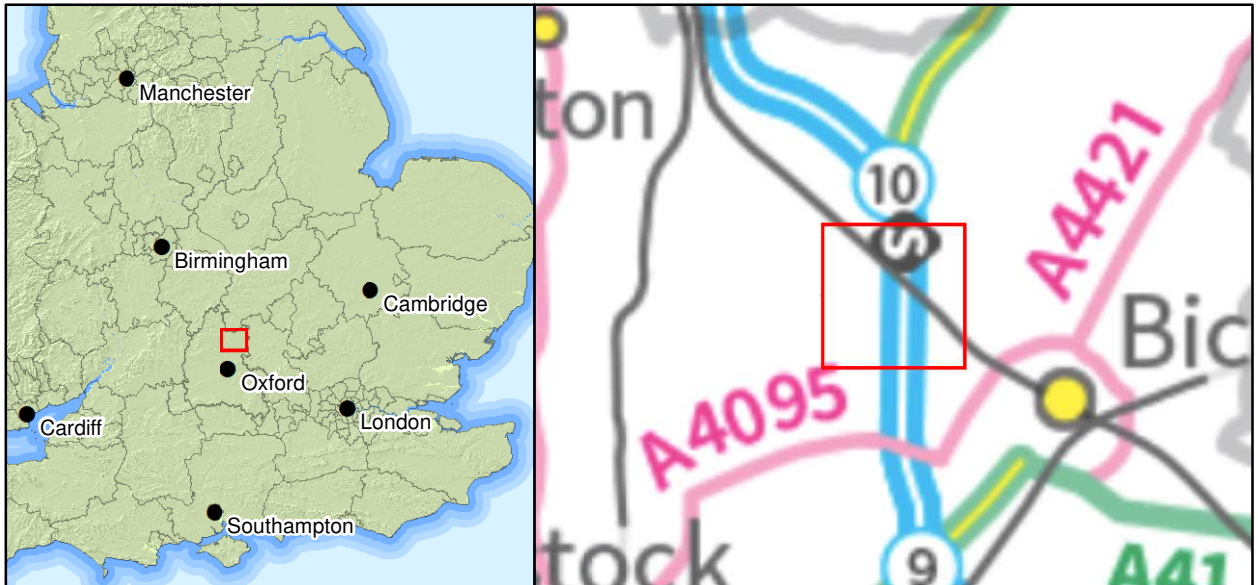 Manchester
Birmingham
Cambridge
Oxford
Cardiff
London
Southampton
ton
10
S
A4421
Bic
A4095
9
tock
A41